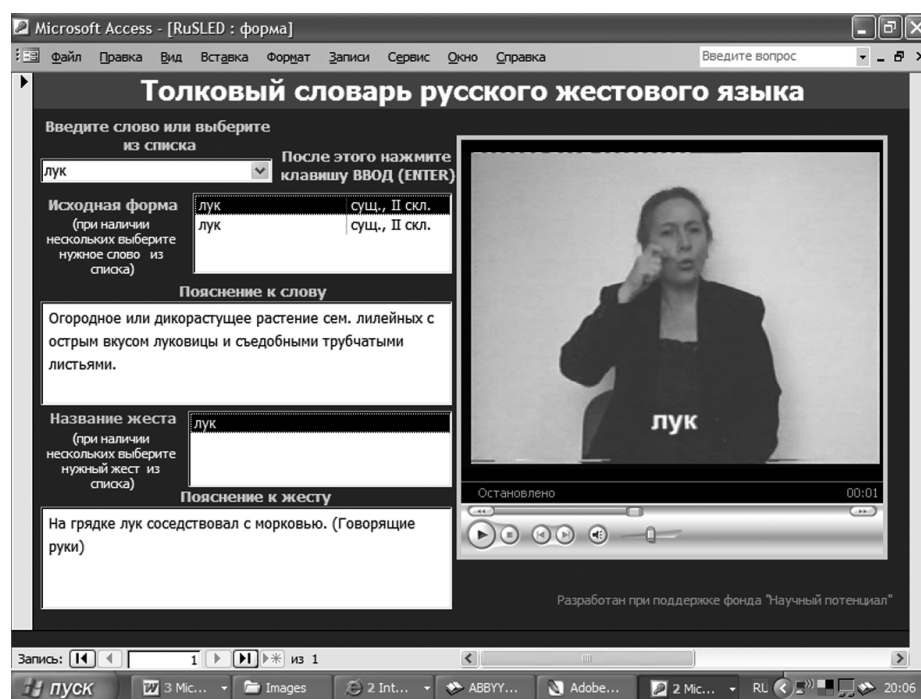 Microsoft Access - [RuSLED : форма]
Файл Правка Вид Вставка Формат Записи Сервис Окно Справка Введите вопрос
Толковый словарь русского жестового языка
Введите слово или выберите
из списка
лук
После этого нажмите
клавишу ВВОД (ENTER)
Исходная форма
(при наличии
нескольких выберите
нужное слово из
списка)
лук сущ., II скл.
лук сущ., II скл.
Пояснение к слову
Огородное или дикорастущее растение сем. лилейных с
острым вкусом луковицы и съедобными трубчатыми
листьями.
Название жеста
(при наличии
нескольких выберите
нужный жест из
списка)
лук
Пояснение к жесту
На грядке лук соседствовал с морковью. (Говорящие
руки)
лук
Остановлено 00:01
Разработан при поддержке фонда "Научный потенциал"
Запись: 1 из 1
пуск 3 Mic... Images 2 Int... ABBYY... Adobe... 2 Mic... RL 20:05